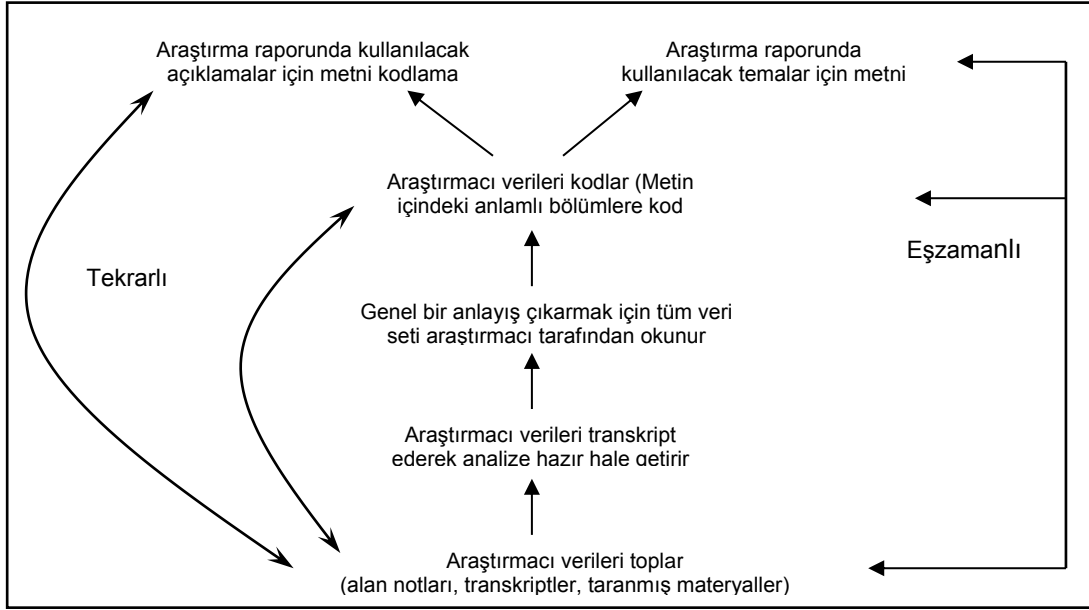 Araştırma raporunda kullanılacak
açıklamalar için metni kodlama
Araştırma raporunda
kullanılacak temalar için metni
Araştırmacı verileri kodlar (Metin
içindeki anlamlı bölümlere kod
Tekrarlı
Eşzamanlı
Genel bir anlayış çıkarmak için tüm veri
seti araştırmacı tarafından okunur
Araştırmacı verileri transkript
ederek analize hazır hale getirir
Araştırmacı verileri toplar
(alan notları, transkriptler, taranmış materyaller)